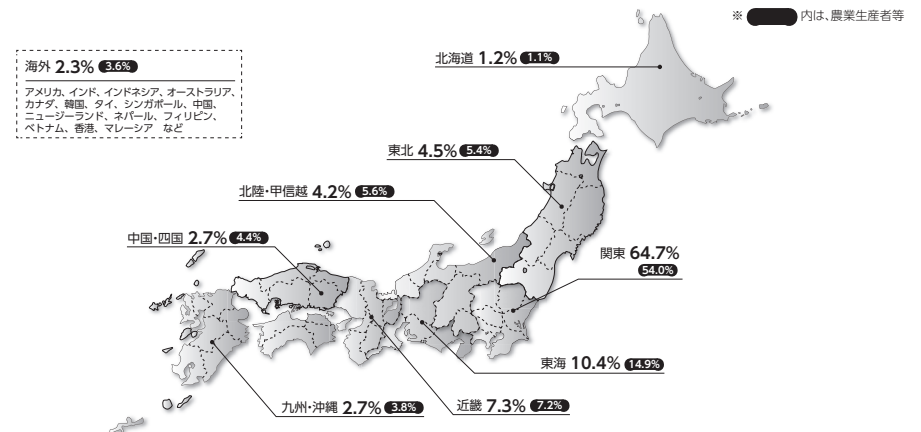 ※ 内は、農業生産者等
海外 2.3% 3.6%
アメリカ、インド、インドネシア、オーストラリア、
カナダ、韓国、タイ、シンガポール、中国、
ニュージーランド、ネパール、フィリピン、
ベトナム、香港、マレーシア など
北海道 1.2% 1.1%
東北 4.5% 5.4%
北陸・甲信越 4.2% 5.6%
中国・四国 2.7% 4.4%
関東 64.7%
54.0%
東海 10.4% 14.9%
九州・沖縄 2.7% 3.8%
近畿 7.3% 7.2%